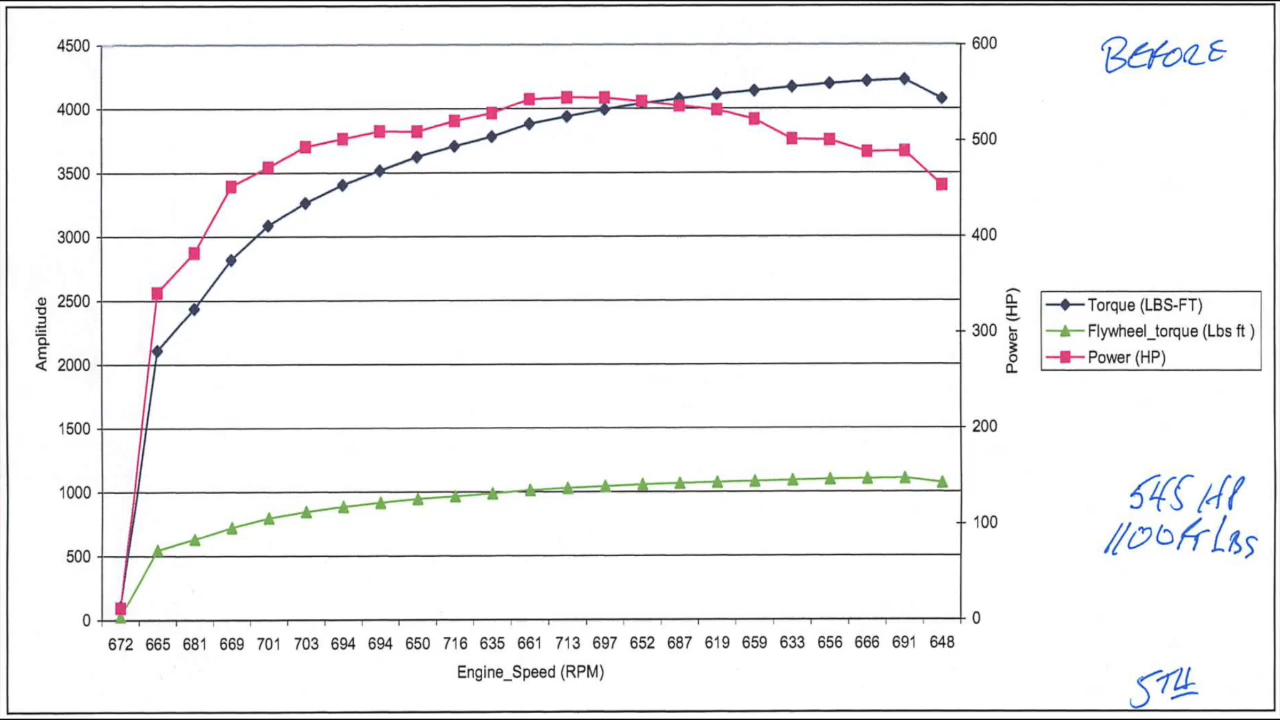 BEFORE
4500
4000
3500
3000
2500
2000
1500
1000
500
0
Amplitude
600
500
400
300
200
100
0
Power (HP)
Torque (LBS-FT)
Flywheel_torque (Lbs ft )
Power (HP)
545 HP
1100 FT LBS
672 665 681 669 701 703 694 694 650 716 635 661 713 697 652 687 619 659 633 656 666 691 648
Engine_Speed (RPM)
5TH